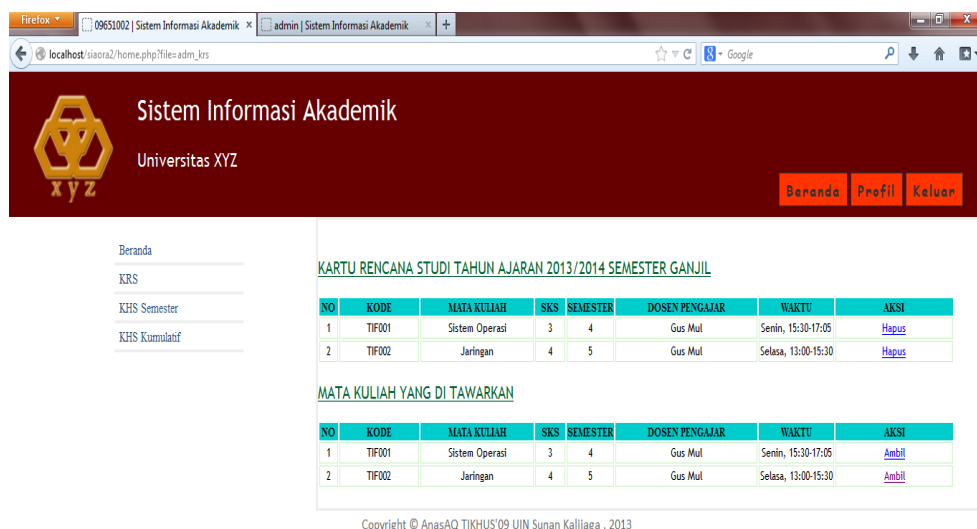 Firefox
09651002 | Sistem Informasi Akademik × admin | Sistem Informasi Akademik × +
localhost/siaora2/home.php?file=adm_krs Google
Sistem Informasi Akademik
Universitas XYZ
x y z
Beranda Profil Keluar
Beranda
KRS
KHS Semester
KHS Kumulatif
KARTU RENCANA STUDI TAHUN AJARAN 2013/2014 SEMESTER GANJIL
NO KODE MATA KULIAH SKS SEMESTER DOSEN PENGAJAR WAKTU AKSI
1 TIF001 Sistem Operasi 3 4 Gus Mul Senin, 15:30-17:05 Hapus
2 TIF002 Jaringan 4 5 Gus Mul Selasa, 13:00-15:30 Hapus
MATA KULIAH YANG DI TAWARKAN
NO KODE MATA KULIAH SKS SEMESTER DOSEN PENGAJAR WAKTU AKSI
1 TIF001 Sistem Operasi 3 4 Gus Mul Senin, 15:30-17:05 Ambil
2 TIF002 Jaringan 4 5 Gus Mul Selasa, 13:00-15:30 Ambil
Copyright © AnasAQ TIKHUS'09 UIN Sunan Kalijaga , 2013